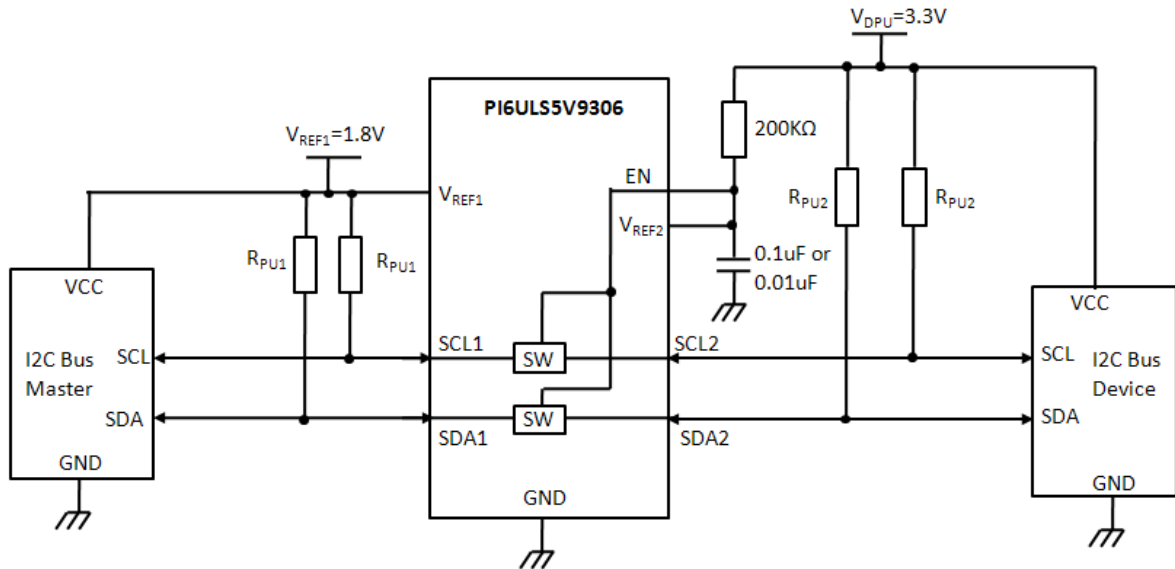 V_DPU=3.3V
PI6ULS5V9306
200KΩ
V_REF1=1.8V
EN
V_REF1
V_REF2
R_PU2
R_PU2
R_PU1
R_PU1
0.1uF or
0.01uF
VCC
VCC
SCL
SCL1
SW
SCL2
SCL
I2C Bus
Master
I2C Bus
Device
SDA
SDA1
SW
SDA2
SDA
GND
GND
GND